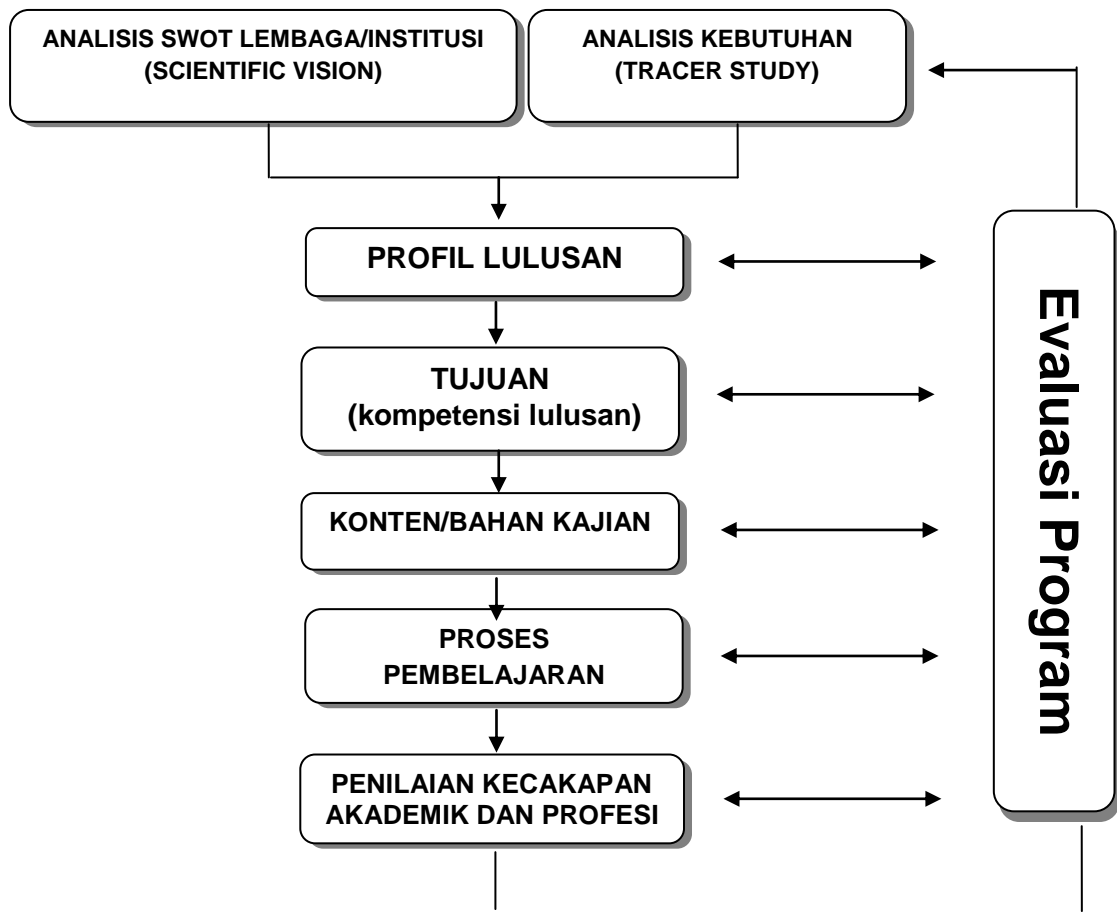 ANALISIS SWOT LEMBAGA/INSTITUSI
(SCIENTIFIC VISION)
ANALISIS KEBUTUHAN
(TRACER STUDY)
PROFIL LULUSAN
TUJUAN
(kompetensi lulusan)
KONTEN/BAHAN KAJIAN
PROSES
PEMBELAJARAN
PENILAIAN KECAKAPAN
AKADEMIK DAN PROFESI
Evaluasi Program